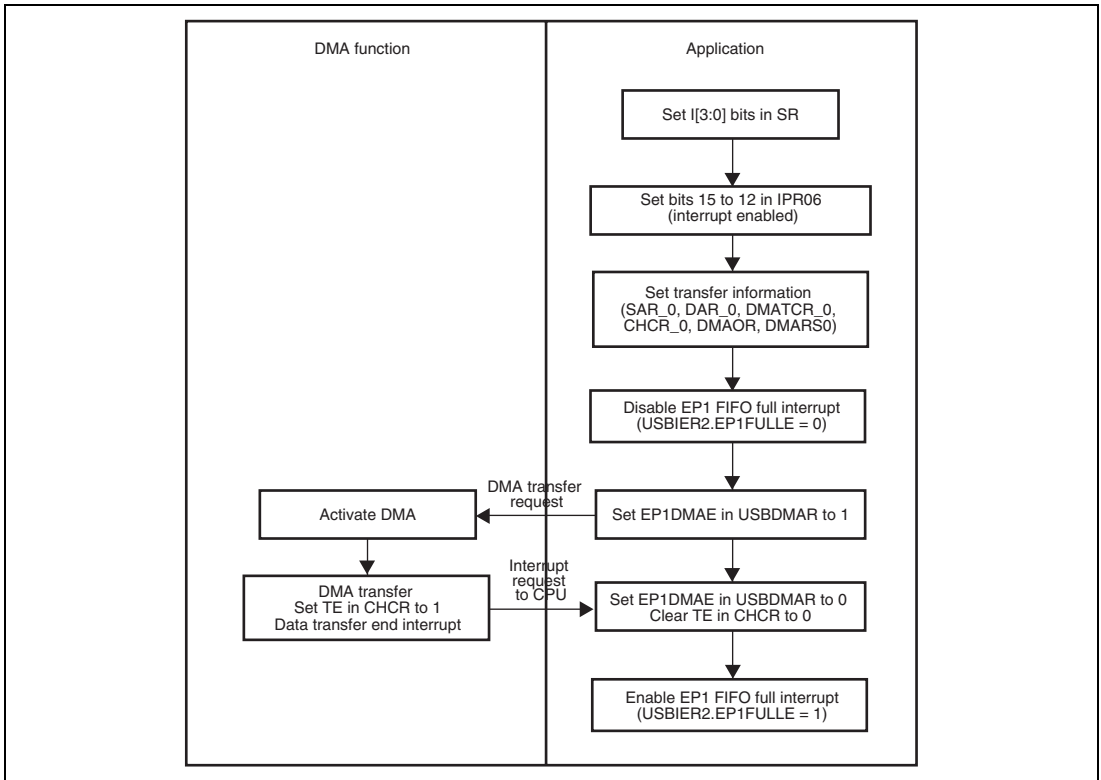 DMA function
Application
Set I[3:0] bits in SR
Set bits 15 to 12 in IPR06
(interrupt enabled)
Set transfer information
(SAR_0, DAR_0, DMATCR_0,
CHCR_0, DMAOR, DMARS0)
Disable EP1 FIFO full interrupt
(USBIER2.EP1FULLE = 0)
DMA transfer
request
Activate DMA
Set EP1DMAE in USBDMAR to 1
Interrupt
request
to CPU
DMA transfer
Set TE in CHCR to 1
Data transfer end interrupt
Set EP1DMAE in USBDMAR to 0
Clear TE in CHCR to 0
Enable EP1 FIFO full interrupt
(USBIER2.EP1FULLE = 1)